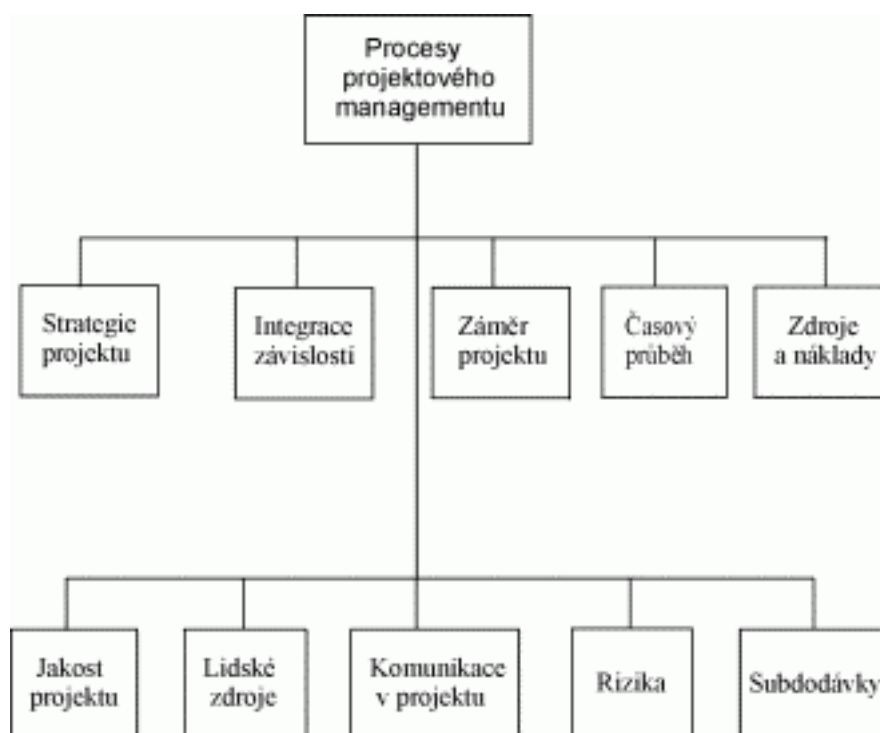 Procesy
projektového
managementu
Strategie
projektu
Integrace
závislostí
Záměr
projektu
Časový
průběh
Zdroje
a náklady
Jakost
projektu
Lidské
zdroje
Komunikace
v projektu
Rizika
Subdodávky